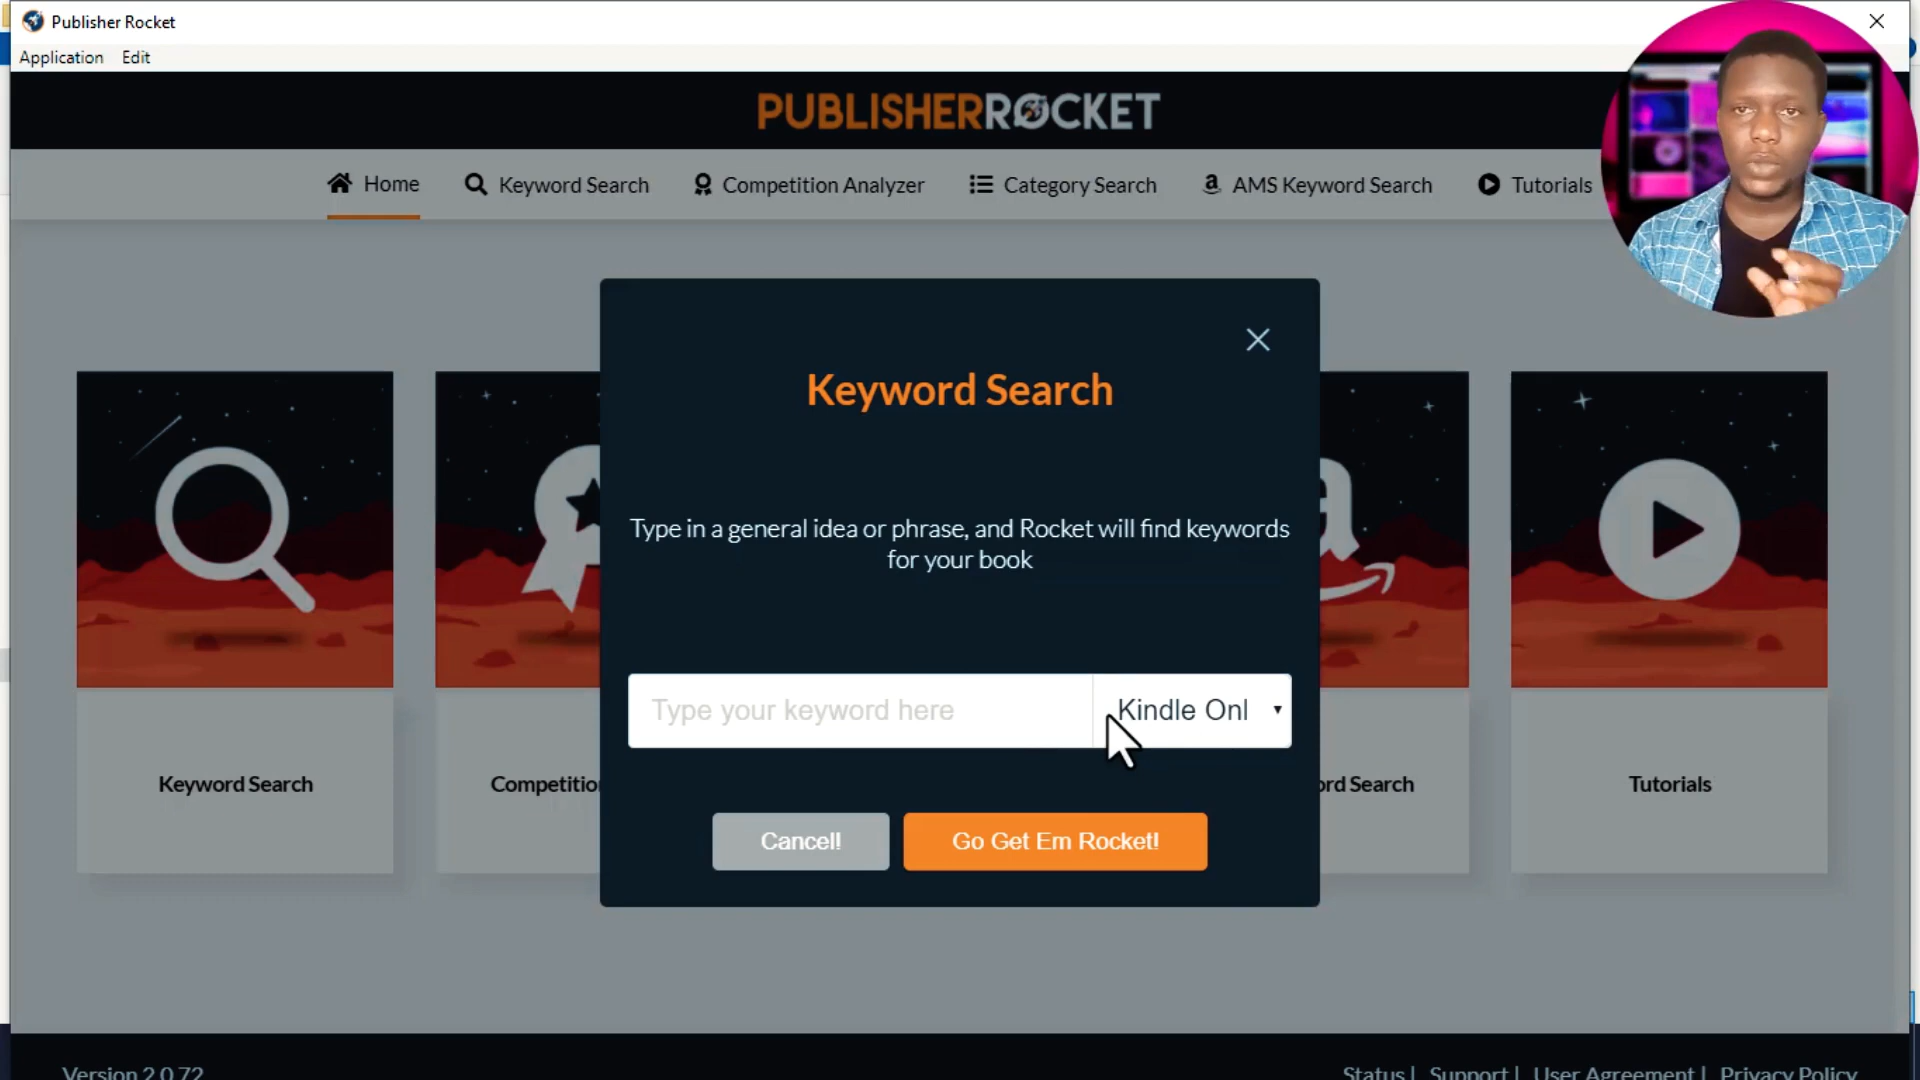 Publisher Rocket
Application Edit
PUBLISHERROCKET
Home Keyword Search Competition Analyzer Category Search AMS Keyword Search Tutorials
Keyword Search
Type in a general idea or phrase, and Rocket will find keywords
for your book
Type your keyword here Kindle Onl
Keyword Search Competitio ord Search Tutorials
Cancel! Go Get Em Rocket!
Version 2.0.72 Status | Support | User Agreement | Privacy Policy